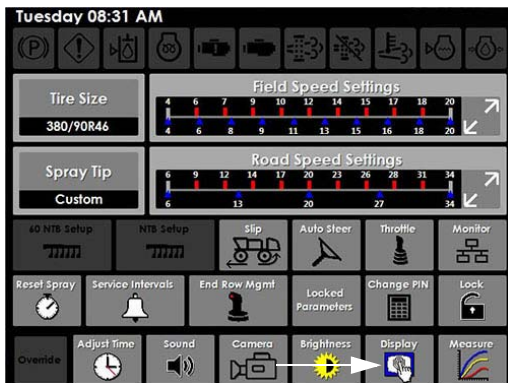 Tuesday 08:31 AM
Tire Size
380/90R46
Field Speed Settings
4 6 7 9 10 12 14 15 17 18 20
4 6 8 9 11 13 15 16 18 20
Spray Tip
Custom
Road Speed Settings
6 9 12 14 17 20 23 26 28 31 34
6 13 20 27 34
60 NTB Setup
NTB Setup
Slip
Auto Steer
Throttle
Monitor
Reset Spray
Service Intervals
End Row Mgmt
Locked
Parameters
Change PIN
Lock
Override
Adjust Time
Sound
Camera
Brightness
Display
Measure